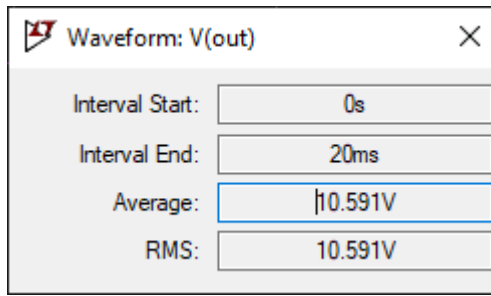 Waveform: V(out)
Interval Start: 0s
Interval End: 20ms
Average: 10.591V
RMS: 10.591V